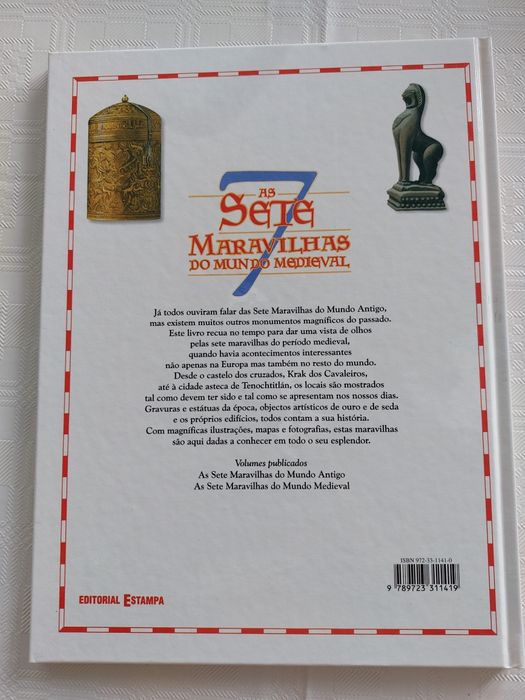 7
AS
SETE
MARAVILHAS
DO MUNDO MEDIEVAL
Já todos ouviram falar das Sete Maravilhas do Mundo Antigo,
mas existem muitos outros monumentos magníficos do passado.
Este livro recua no tempo para dar uma vista de olhos
pelas sete maravilhas do período medieval,
quando havia acontecimentos interessantes
não apenas na Europa mas também no resto do mundo.
Desde o castelo dos cruzados, Krak dos Cavaleiros,
até à cidade asteca de Tenochtitlán, os locais são mostrados
tal como devem ter sido e tal como se apresentam nos nossos dias.
Gravuras e estátuas da época, objectos artísticos de ouro e de seda
e os próprios edifícios, todos contam a sua história.
Com magníficas ilustrações, mapas e fotografias, estas maravilhas
são aqui dadas a conhecer em todo o seu esplendor.
Volumes publicados
As Sete Maravilhas do Mundo Antigo
As Sete Maravilhas do Mundo Medieval
ISBN 972-33-1141-0
9 789723 311419
EDITORIAL ESTAMPA